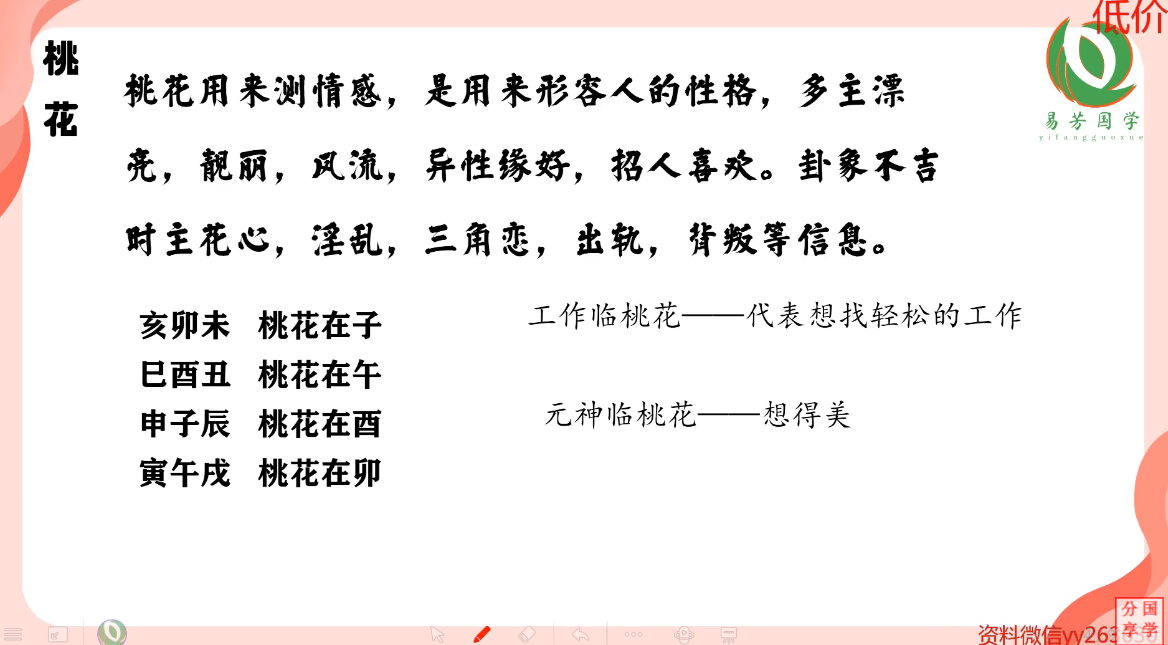 低价
桃
花
桃花用来测情感，是用来形容人的性格，多主漂
亮，靓丽，风流，异性缘好，招人喜欢。卦象不吉
时主花心，淫乱，三角恋，出轨，背叛等信息。
易芳国学
yifangguoxue
亥卯未 桃花在子
巳酉丑 桃花在午
申子辰 桃花在酉
寅午戌 桃花在卯
工作临桃花——代表想找轻松的工作
元神临桃花——想得美
分国
享学
资料微信yy263